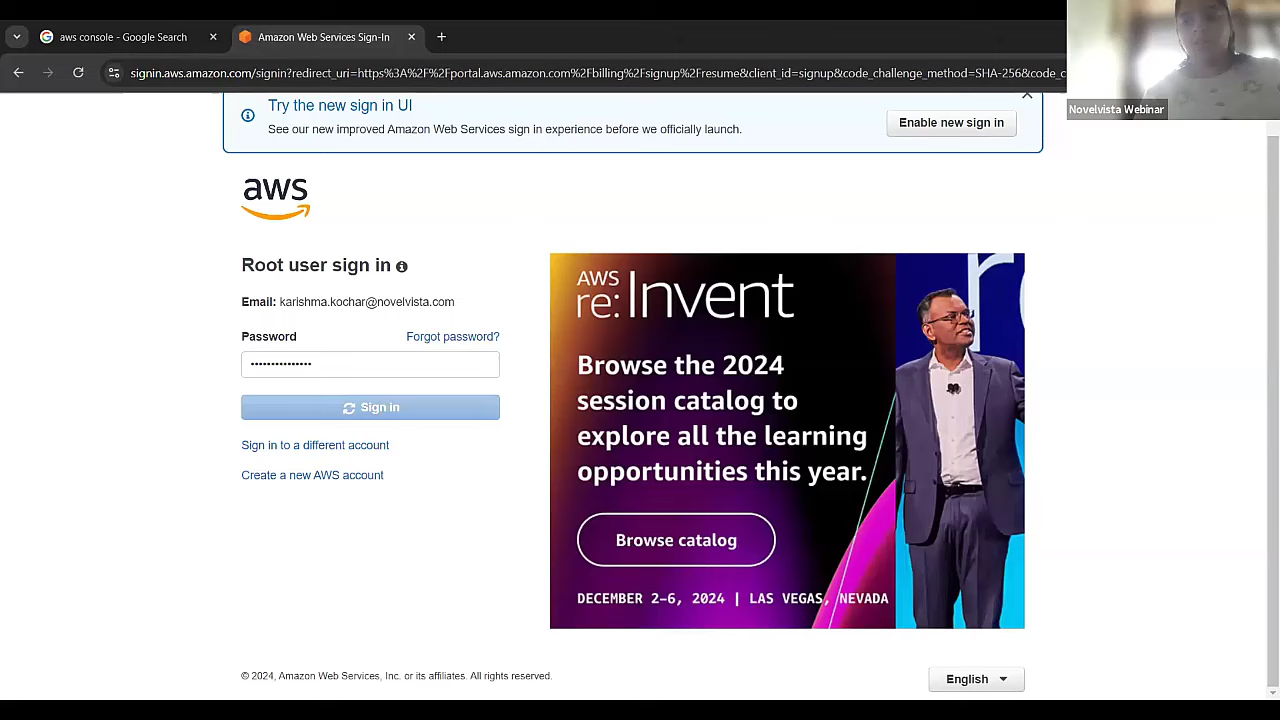 aws console - Google Search
Amazon Web Services Sign-In
signin.aws.amazon.com/signin?redirect_uri=https%3A%2F%2Fportal.aws.amazon.com%2Fbilling%2Fsignup%2Fresume&client_id=signup&code_challenge_method=SHA-256&code_c
Novelvista Webinar
Try the new sign in UI
See our new improved Amazon Web Services sign in experience before we officially launch.
Enable new sign in
aws
Root user sign in
Email: karishma.kochar@novelvista.com
Password
Forgot password?
Sign in
Sign in to a different account
Create a new AWS account
AWS
re:Invent
Browse the 2024
session catalog to
explore all the learning
opportunities this year.
Browse catalog
DECEMBER 2–6, 2024 | LAS VEGAS, NEVADA
© 2024, Amazon Web Services, Inc. or its affiliates. All rights reserved.
English